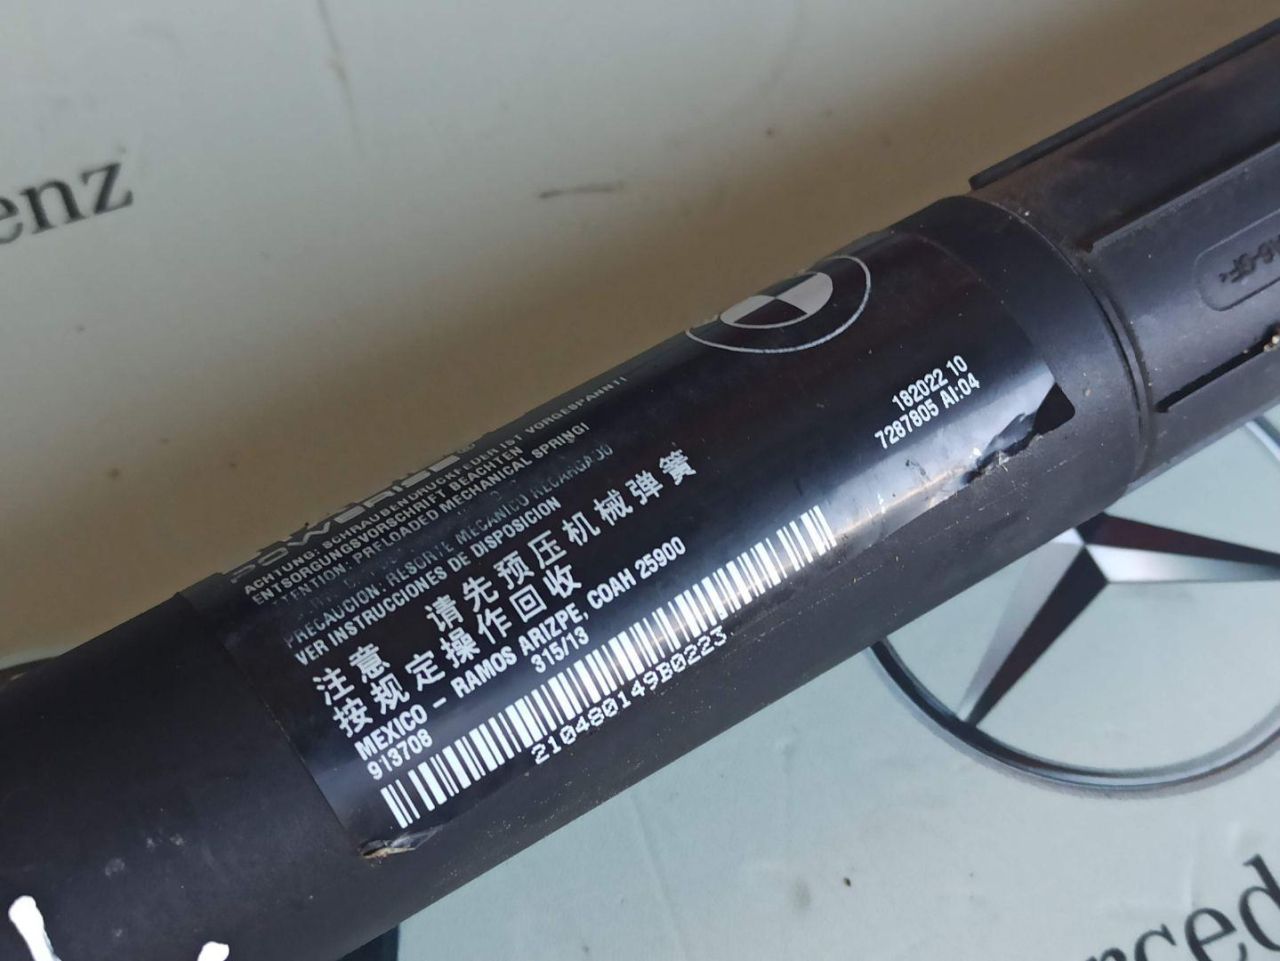 enz
POWERISE
ACHTUNG: SCHRAUBENDRUCKFEDER IST VORGESPANNT!
ENTSORGUNGSVORSCHRIFT BEACHTEN
ATTENTION: PRELOADED MECHANICAL SPRING!
PRECAUCION: RESORTE MECANICO RECARGADO
VER INSTRUCCIONES DE DISPOSICION
注意 请先预压机械弹簧
按规定操作回收
MEXICO - RAMOS ARIZPE, COAH 25900
913708 315/13
210480149B0223
182022 10
7287805 AI:04
rced